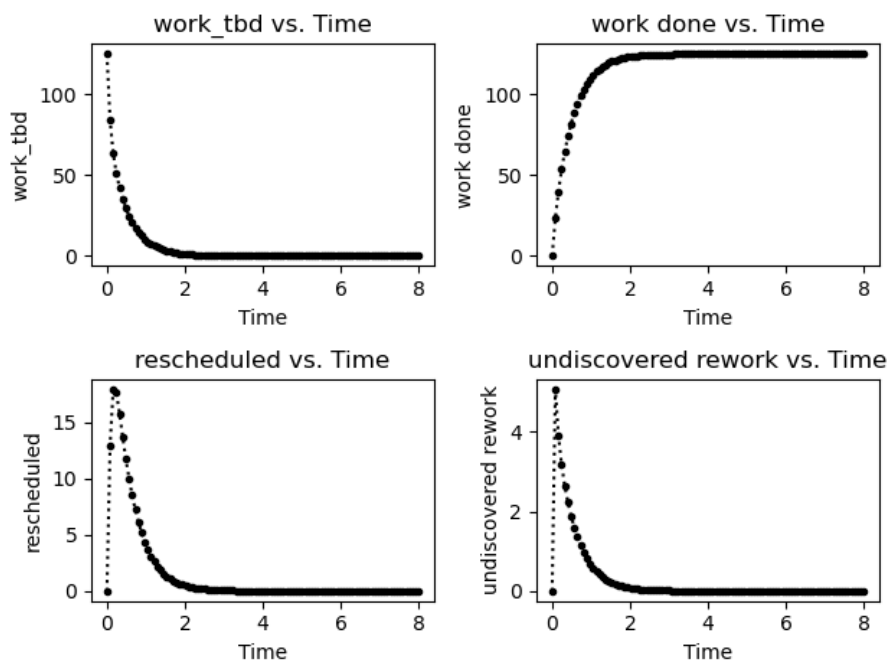 work_tbd vs. Time
work_tbd
100
50
0
0 2 4 6 8
Time
work done vs. Time
work done
100
50
0
0 2 4 6 8
Time
rescheduled vs. Time
rescheduled
15
10
5
0
0 2 4 6 8
Time
undiscovered rework vs. Time
undiscovered rework
4
2
0
0 2 4 6 8
Time